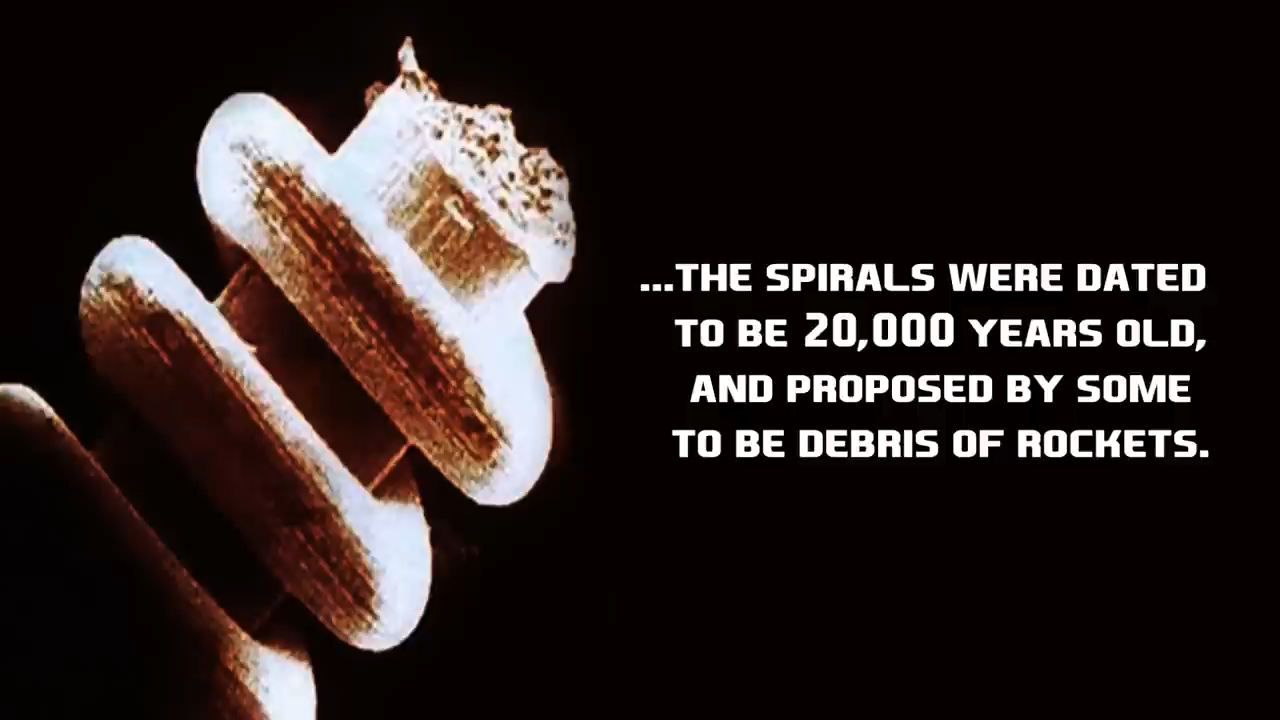 ...THE SPIRALS WERE DATED
TO BE 20,000 YEARS OLD,
AND PROPOSED BY SOME
TO BE DEBRIS OF ROCKETS.